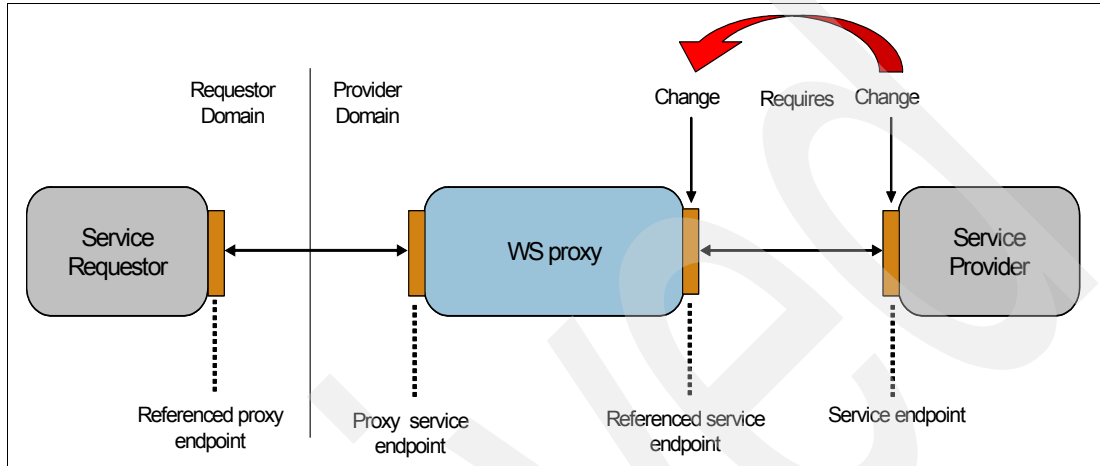 Requestor
Domain
Provider
Domain
Change
Requires
Change
Service
Requestor
WS proxy
Service
Provider
Referenced proxy
endpoint
Proxy service
endpoint
Referenced service
endpoint
Service endpoint